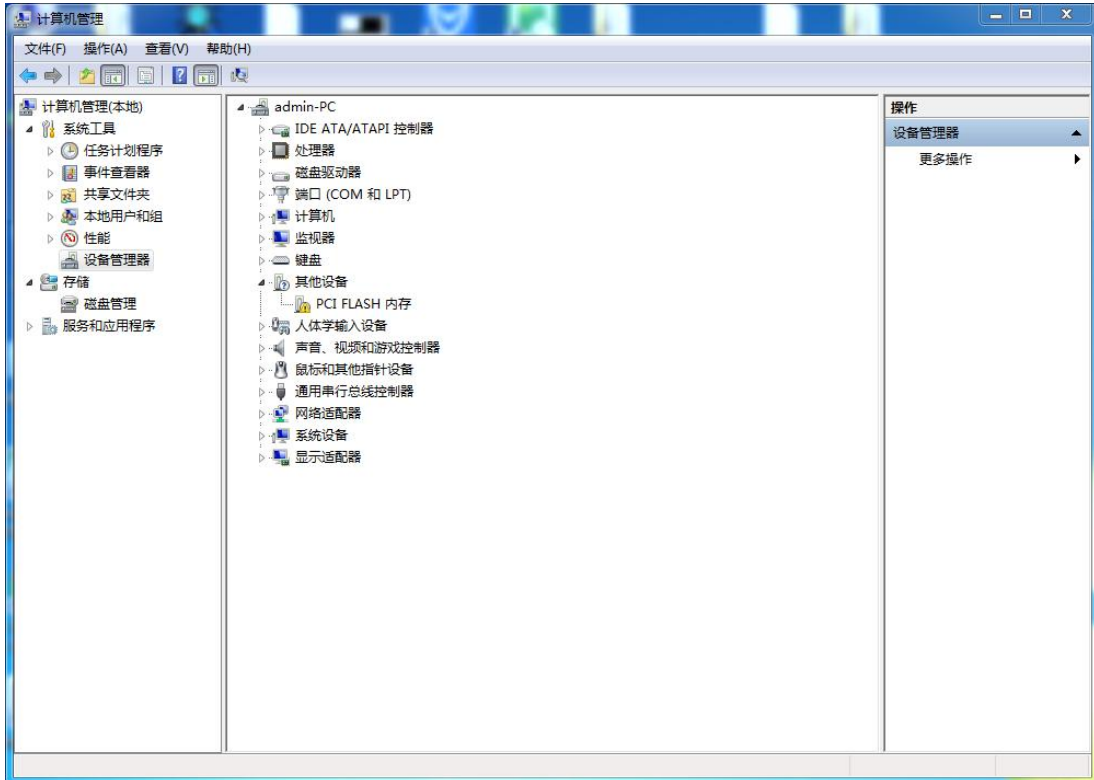 计算机管理
文件(F) 操作(A) 查看(V) 帮助(H)
计算机管理(本地)
系统工具
任务计划程序
事件查看器
共享文件夹
本地用户和组
性能
设备管理器
存储
磁盘管理
服务和应用程序
admin-PC
IDE ATA/ATAPI 控制器
处理器
磁盘驱动器
端口 (COM 和 LPT)
计算机
监视器
键盘
其他设备
PCI FLASH 内存
人体学输入设备
声音、视频和游戏控制器
鼠标和其他指针设备
通用串行总线控制器
网络适配器
系统设备
显示适配器
操作
设备管理器
更多操作